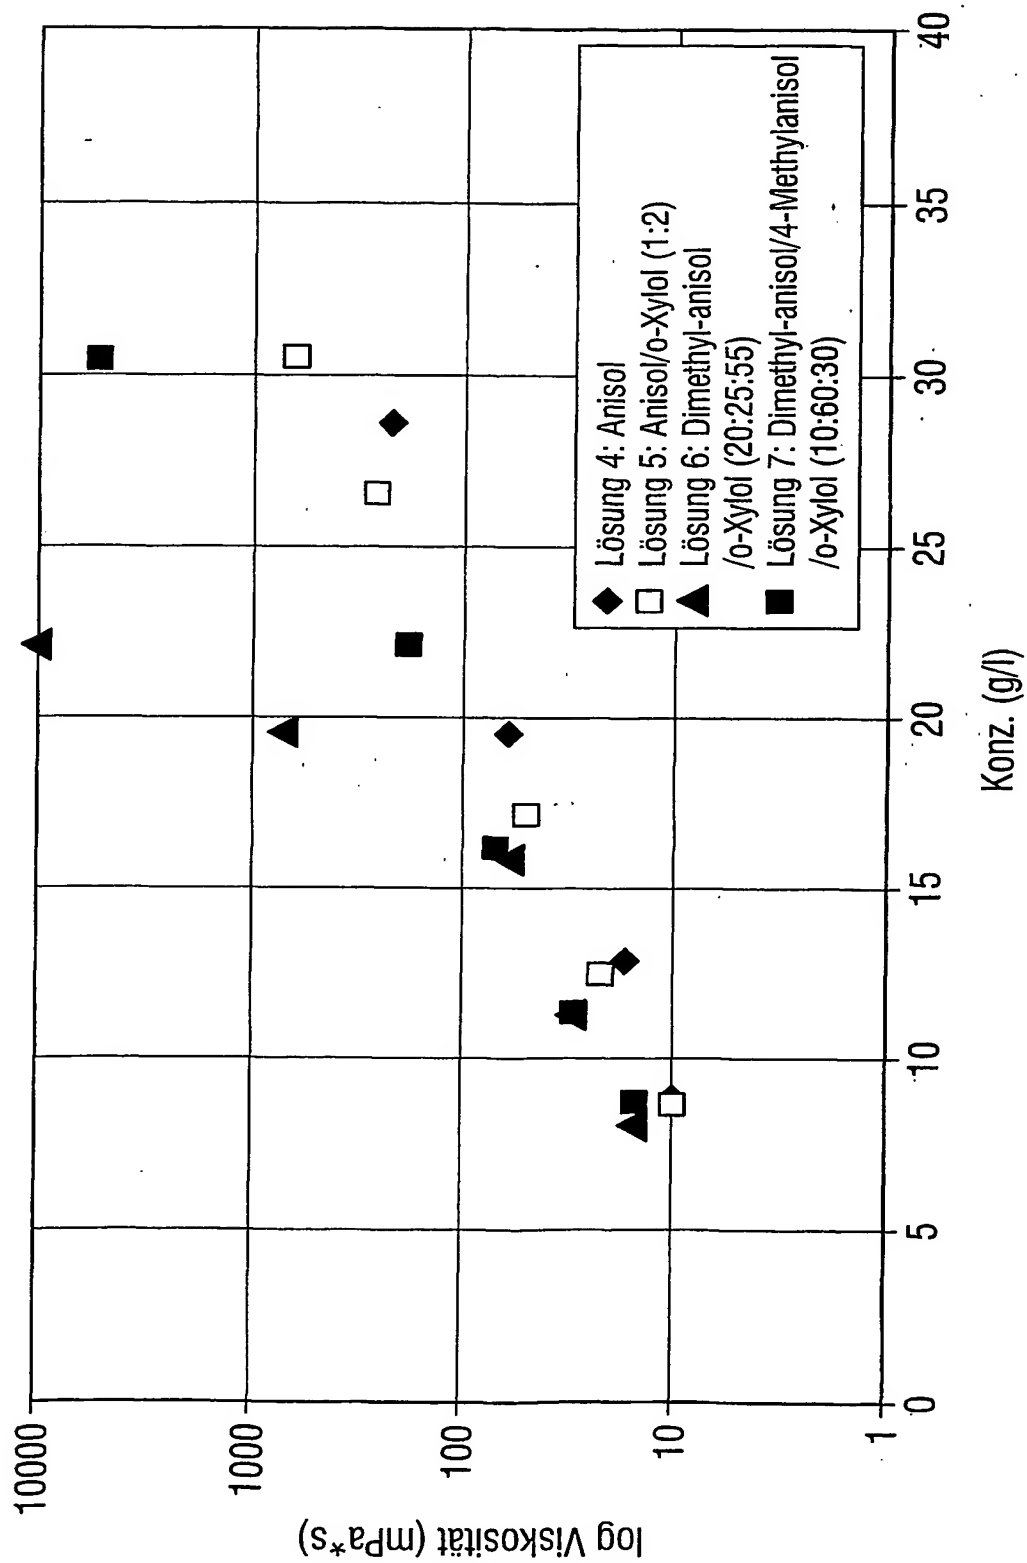 log Viskosität (mPa*s)
10000
1000
100
10
1
0
5
10
15
20
25
30
35
40
Konz. (g/l)
Lösung 4: Anisol
Lösung 5: Anisol/o-Xylol (1:2)
Lösung 6: Dimethyl-anisol
/o-Xylol (20:25:55)
Lösung 7: Dimethyl-anisol/4-Methylanisol
/o-Xylol (10:60:30)